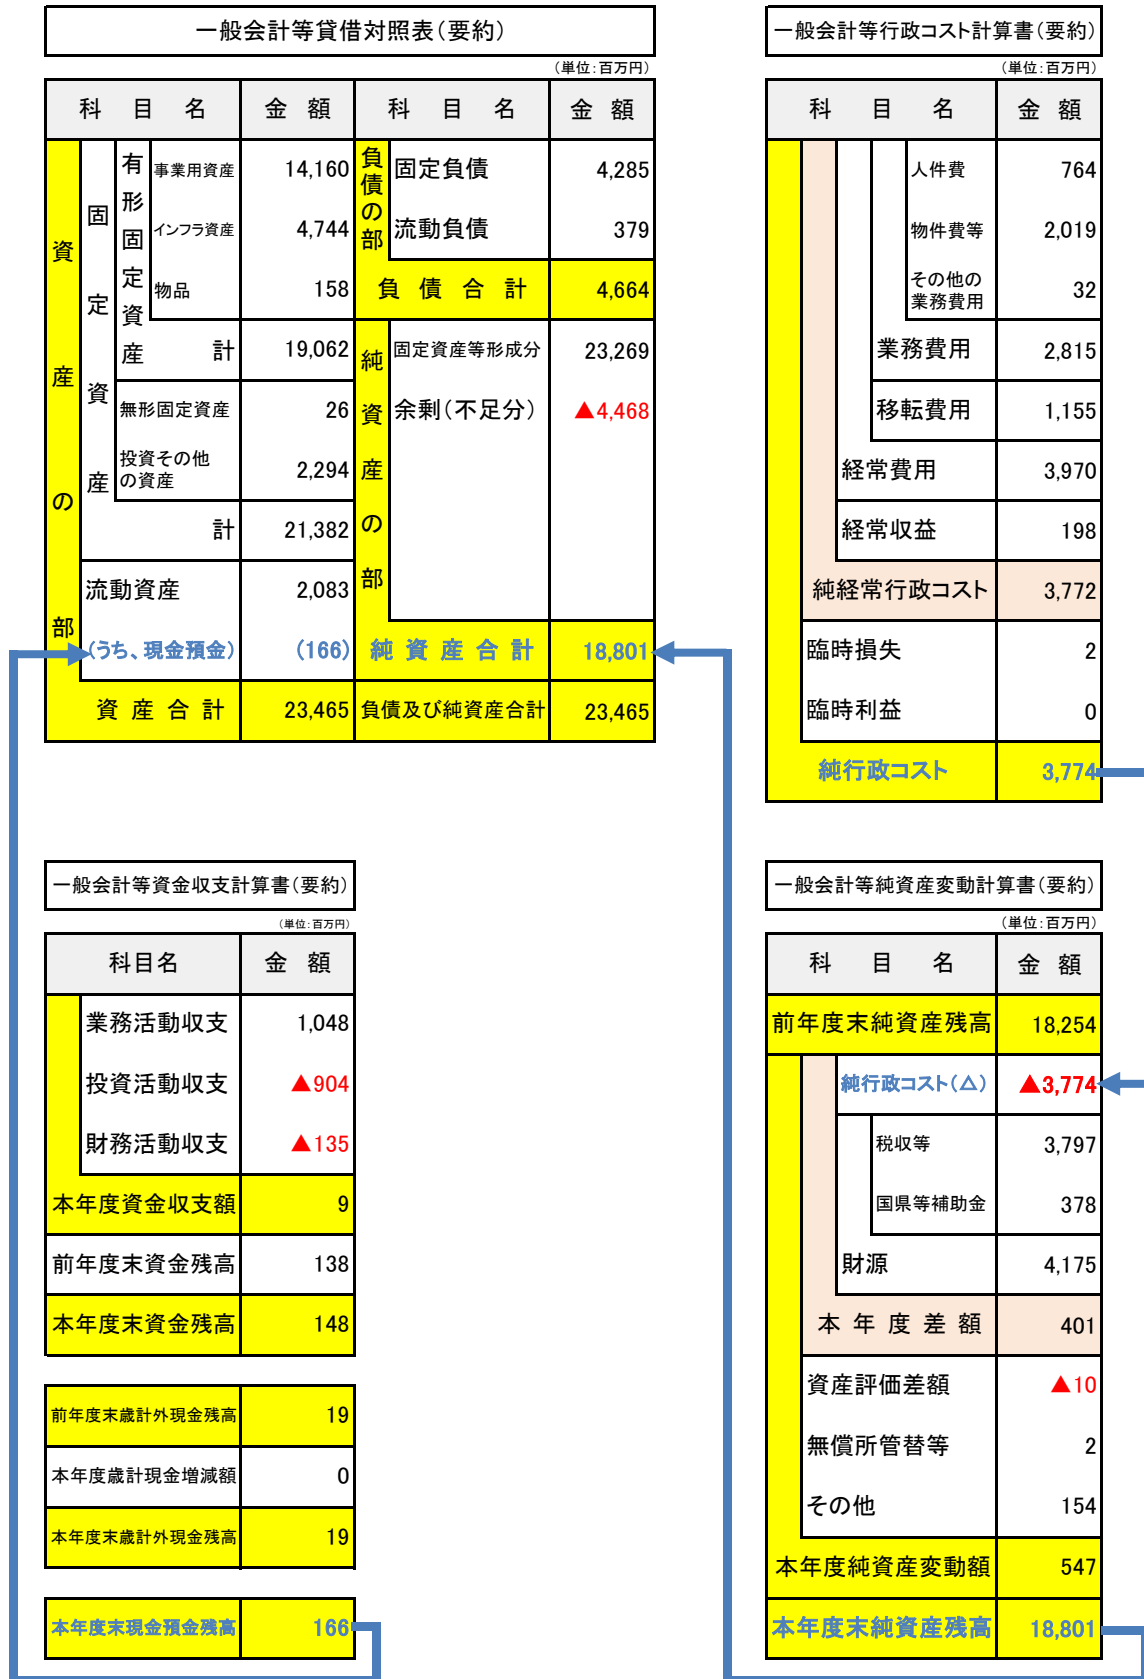 一般会計等貸借対照表(要約)
(単位:百万円)
科 目 名 金 額 科 目 名 金 額
資産の部
固定資産
有形固定資産
事業用資産 14,160
インフラ資産 4,744
物品 158
計 19,062
無形固定資産 26
投資その他
の資産 2,294
計 21,382
流動資産 2,083
(うち、現金預金) (166)
資産合計 23,465
負債の部
固定負債 4,285
流動負債 379
負債合計 4,664
純資産の部
固定資産等形成分 23,269
余剰(不足分) ▲4,468
純資産合計 18,801
負債及び純資産合計 23,465
一般会計等行政コスト計算書(要約)
(単位:百万円)
科 目 名 金 額
人件費 764
物件費等 2,019
その他の
業務費用 32
業務費用 2,815
移転費用 1,155
経常費用 3,970
経常収益 198
純経常行政コスト 3,772
臨時損失 2
臨時利益 0
純行政コスト 3,774
一般会計等資金収支計算書(要約)
(単位:百万円)
科目名 金 額
業務活動収支 1,048
投資活動収支 ▲904
財務活動収支 ▲135
本年度資金収支額 9
前年度末資金残高 138
本年度末資金残高 148
前年度末歳計外現金残高 19
本年度歳計現金増減額 0
本年度末歳計外現金残高 19
本年度末現金預金残高 166
一般会計等純資産変動計算書(要約)
(単位:百万円)
科 目 名 金 額
前年度末純資産残高 18,254
純行政コスト(△) ▲3,774
税収等 3,797
国県等補助金 378
財源 4,175
本年度差額 401
資産評価差額 ▲10
無償所管替等 2
その他 154
本年度純資産変動額 547
本年度末純資産残高 18,801